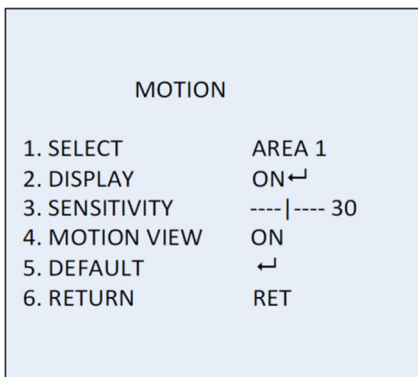 MOTION
1. SELECT AREA 1
2. DISPLAY ON↵
3. SENSITIVITY ----|---- 30
4. MOTION VIEW ON
5. DEFAULT ↵
6. RETURN RET